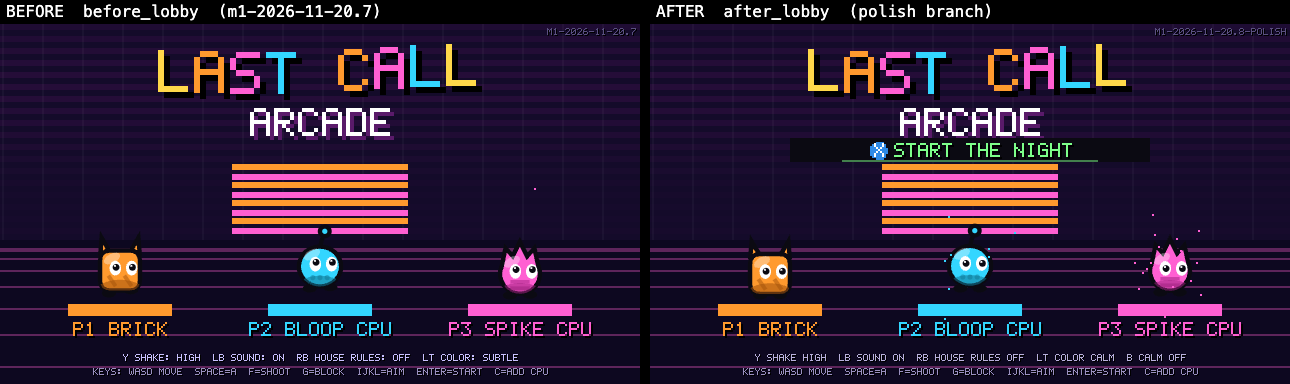 BEFORE before_lobby (m1-2026-11-20.7)
M1-2026-11-20.7
LAST CALL
ARCADE
P1 BRICK P2 BLOOP CPU P3 SPIKE CPU
Y SHAKE: HIGH LB SOUND: ON RB HOUSE RULES: OFF LT COLOR: SUBTLE
KEYS: WASD MOVE SPACE=A F=SHOOT G=BLOCK IJKL=AIM ENTER=START C=ADD CPU
AFTER after_lobby (polish branch)
M1-2026-11-20.8-POLISH
LAST CALL
ARCADE
X START THE NIGHT
P1 BRICK P2 BLOOP CPU P3 SPIKE CPU
Y SHAKE HIGH LB SOUND ON RB HOUSE RULES OFF LT COLOR CALM B CALM OFF
KEYS: WASD MOVE SPACE=A F=SHOOT G=BLOCK IJKL=AIM ENTER=START C=ADD CPU